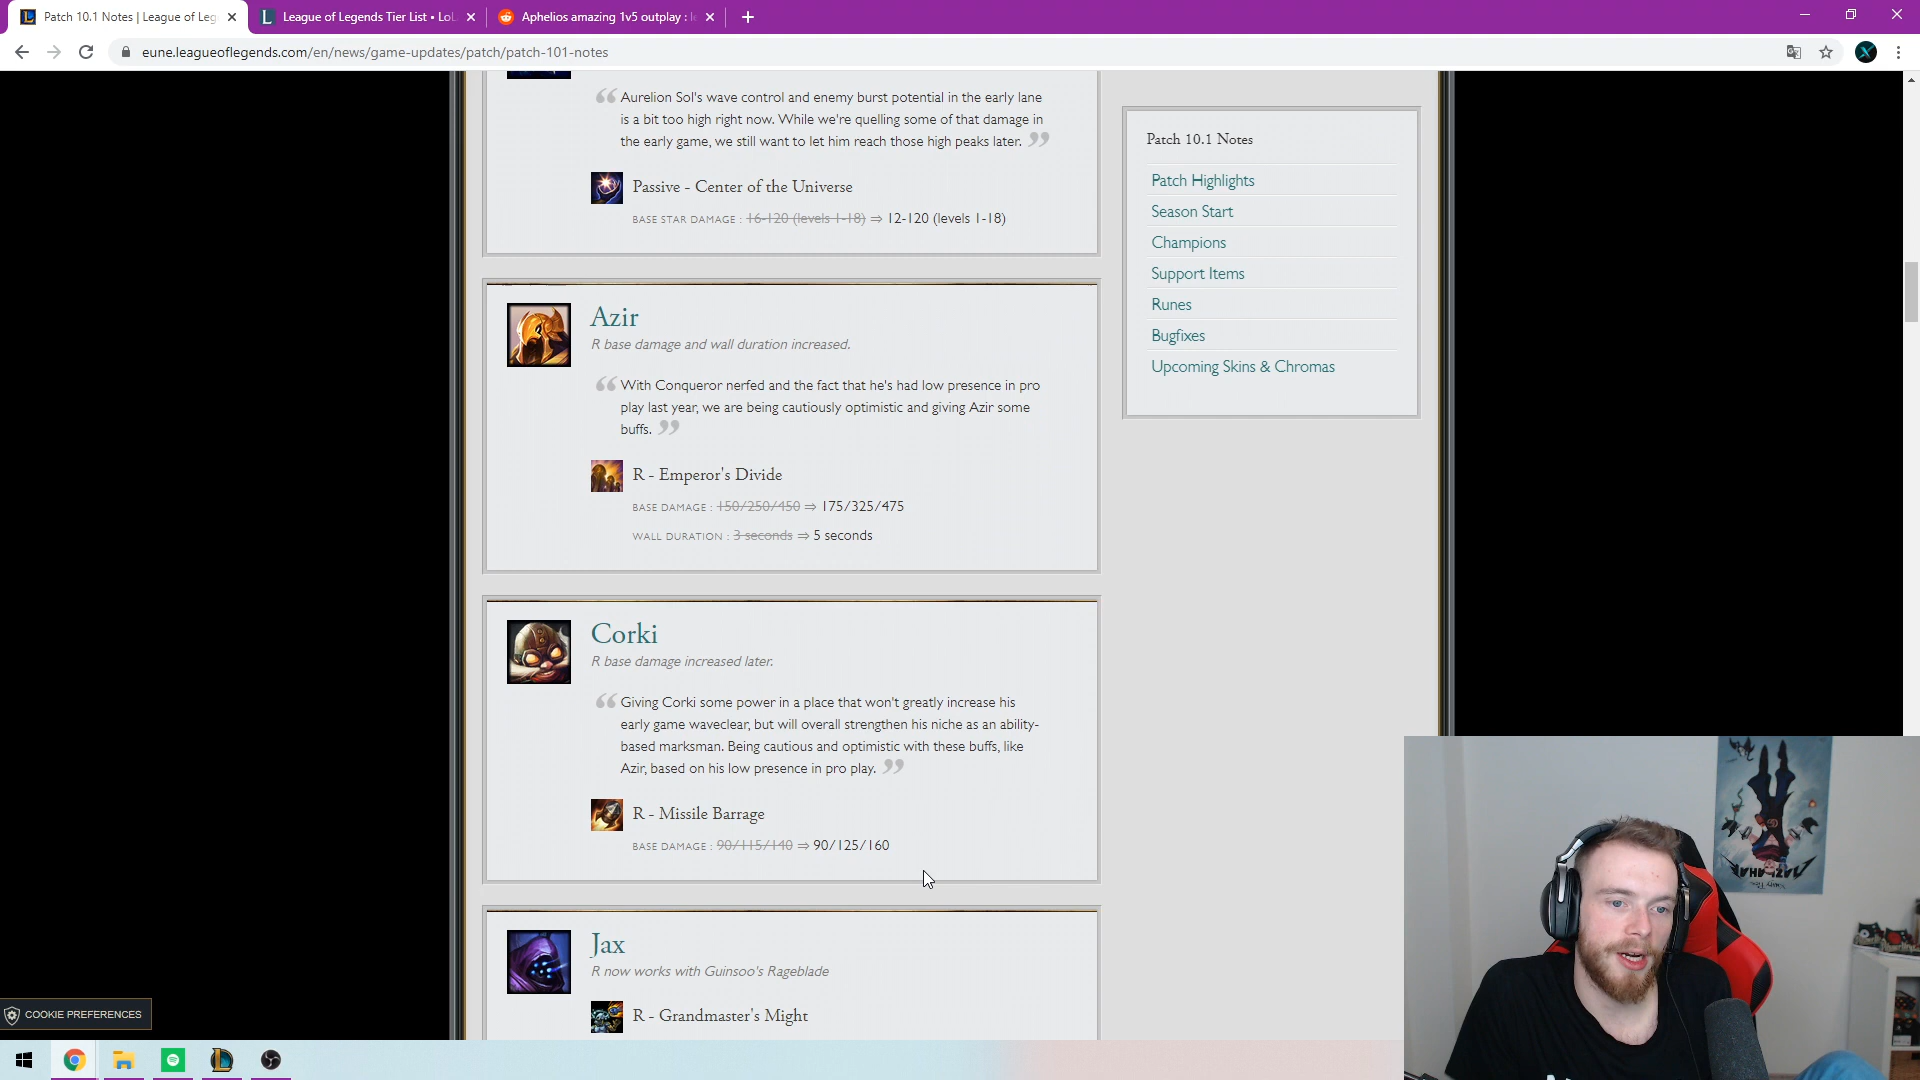 Patch 10.1 Notes | League of Leg
League of Legends Tier List • LoL
Aphelios amazing 1v5 outplay : le
eune.leagueoflegends.com/en/news/game-updates/patch/patch-101-notes
Aurelion Sol's wave control and enemy burst potential in the early lane
is a bit too high right now. While we're quelling some of that damage in
the early game, we still want to let him reach those high peaks later.
Passive - Center of the Universe
BASE STAR DAMAGE : 16-120 (levels 1-18) ⇒ 12-120 (levels 1-18)
Azir
R base damage and wall duration increased.
With Conqueror nerfed and the fact that he's had low presence in pro
play last year, we are being cautiously optimistic and giving Azir some
buffs.
R - Emperor's Divide
BASE DAMAGE : 150/250/450 ⇒ 175/325/475
WALL DURATION : 3 seconds ⇒ 5 seconds
Corki
R base damage increased later.
Giving Corki some power in a place that won't greatly increase his
early game waveclear, but will overall strengthen his niche as an ability-
based marksman. Being cautious and optimistic with these buffs, like
Azir, based on his low presence in pro play.
R - Missile Barrage
BASE DAMAGE : 90/115/140 ⇒ 90/125/160
Jax
R now works with Guinsoo's Rageblade
R - Grandmaster's Might
Patch 10.1 Notes
Patch Highlights
Season Start
Champions
Support Items
Runes
Bugfixes
Upcoming Skins & Chromas
COOKIE PREFERENCES